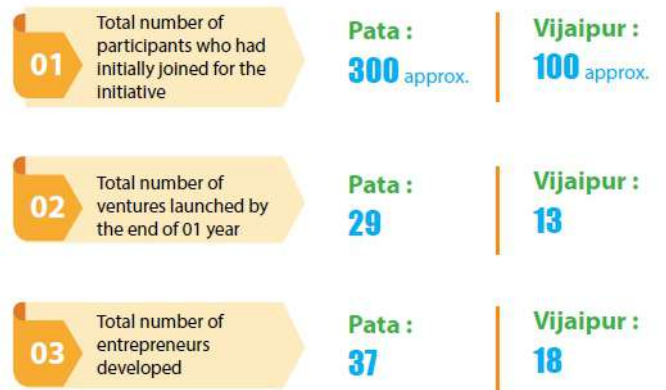 01
Total number of
participants who had
initially joined for the
initiative
Pata :
300 approx.
Vijaipur :
100 approx.
02
Total number of
ventures launched by
the end of 01 year
Pata :
29
Vijaipur :
13
03
Total number of
entrepreneurs
developed
Pata :
37
Vijaipur :
18